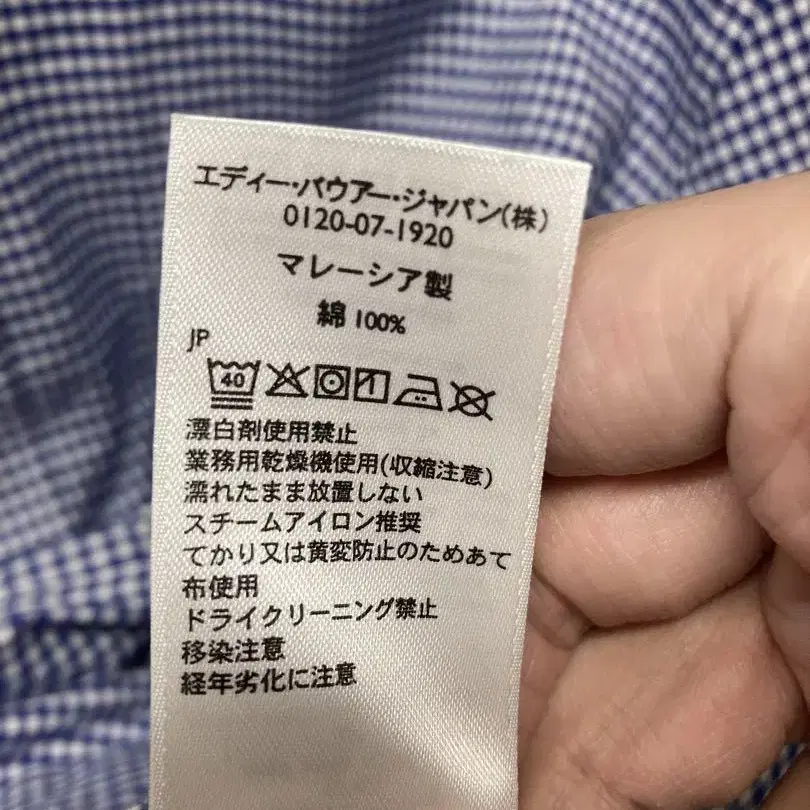 エディー・バウアー・ジャパン(株)
0120-07-1920
マレーシア製
綿 100%
JP
40
漂白剤使用禁止
業務用乾燥機使用(収縮注意)
濡れたまま放置しない
スチームアイロン推奨
てかり又は黄変防止のためあて
布使用
ドライクリーニング禁止
移染注意
経年劣化に注意